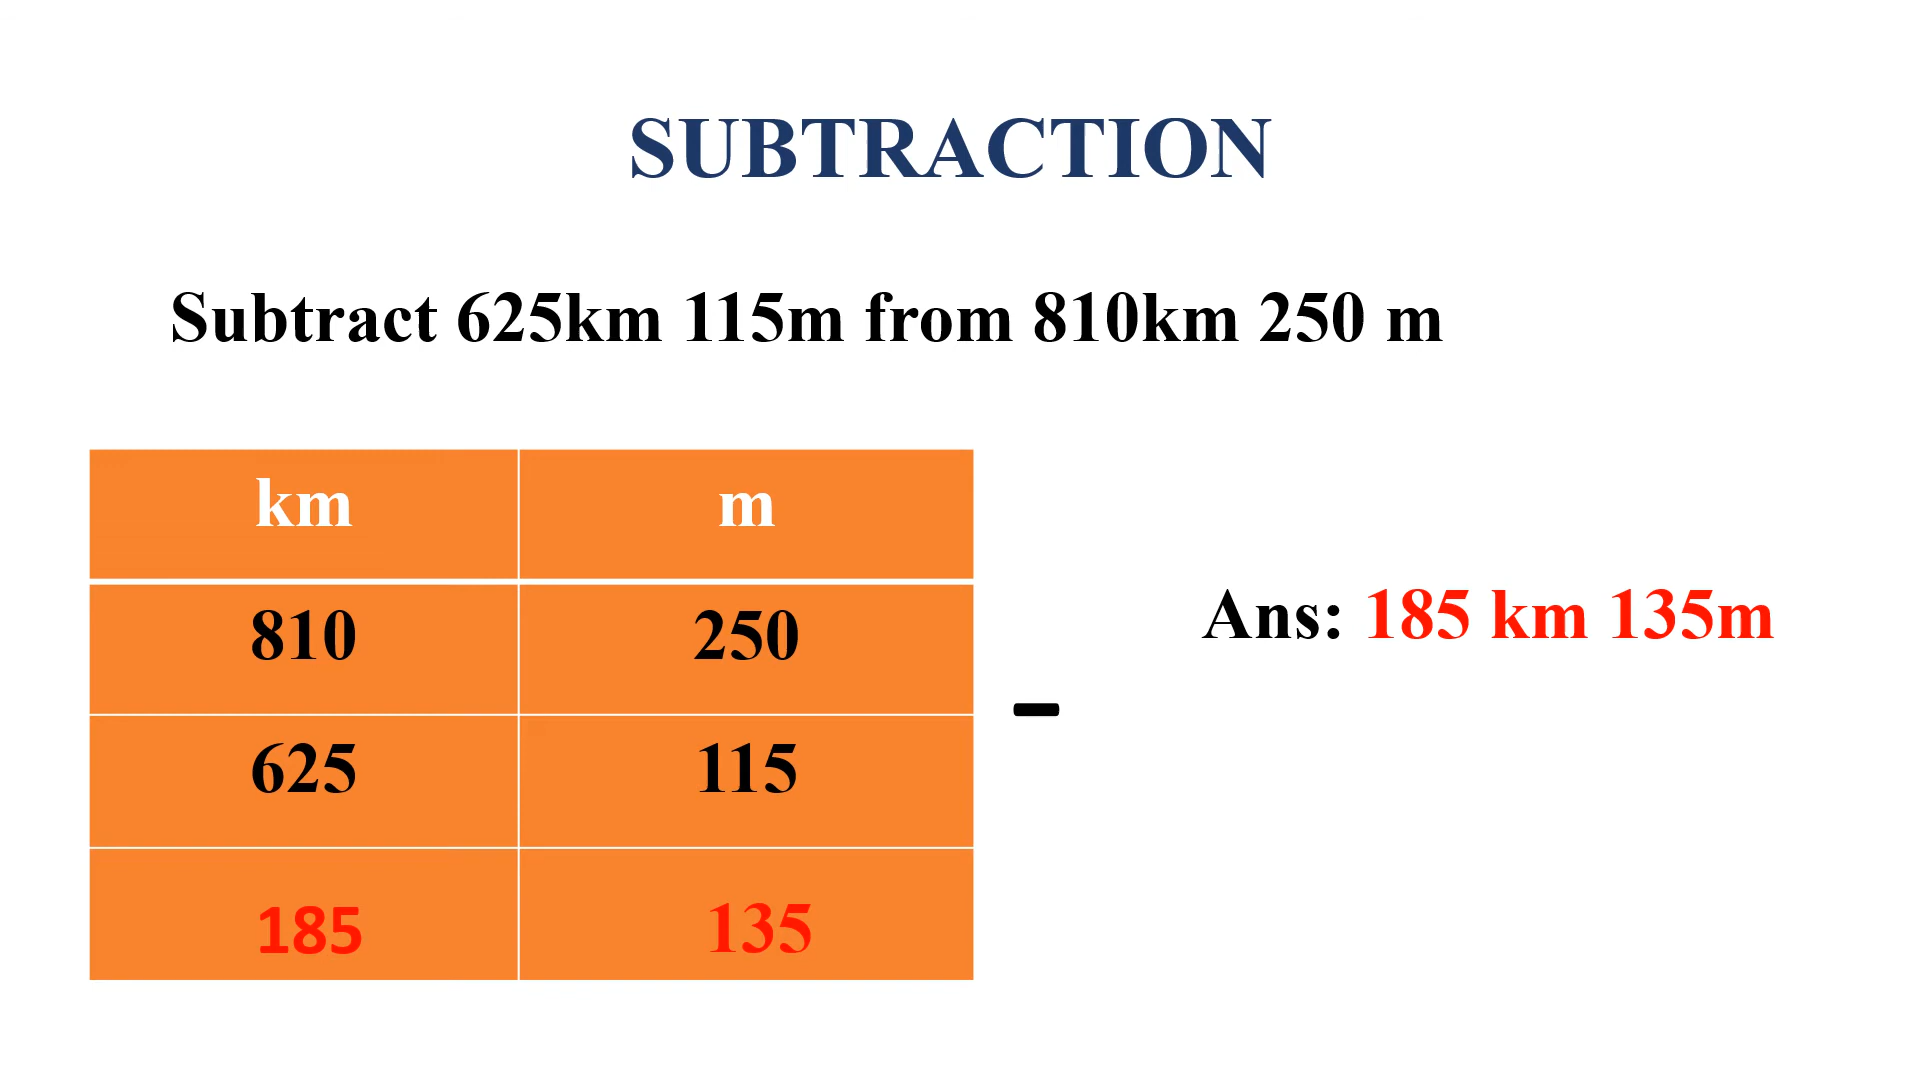 SUBTRACTION
Subtract 625km 115m from 810km 250 m
km m
810 250
Ans: 185 km 135m
-
625 115
185 135